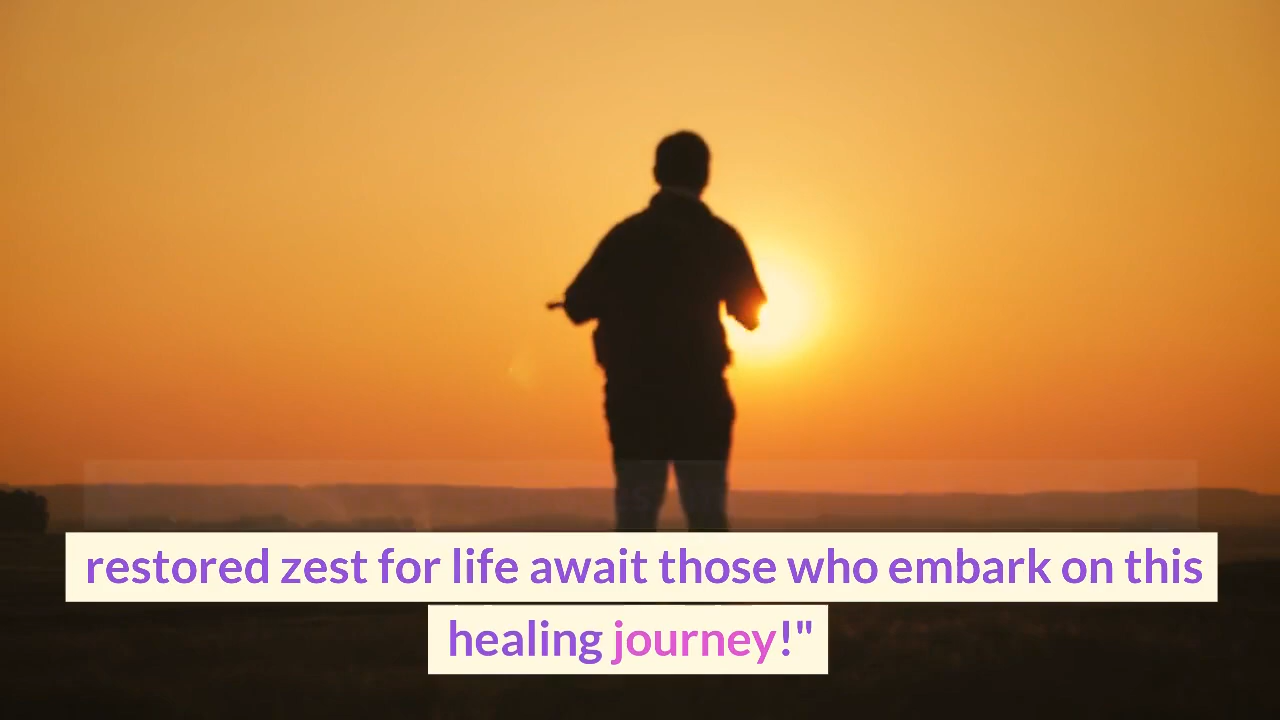 restored zest for life await those who embark on this
healing journey!"